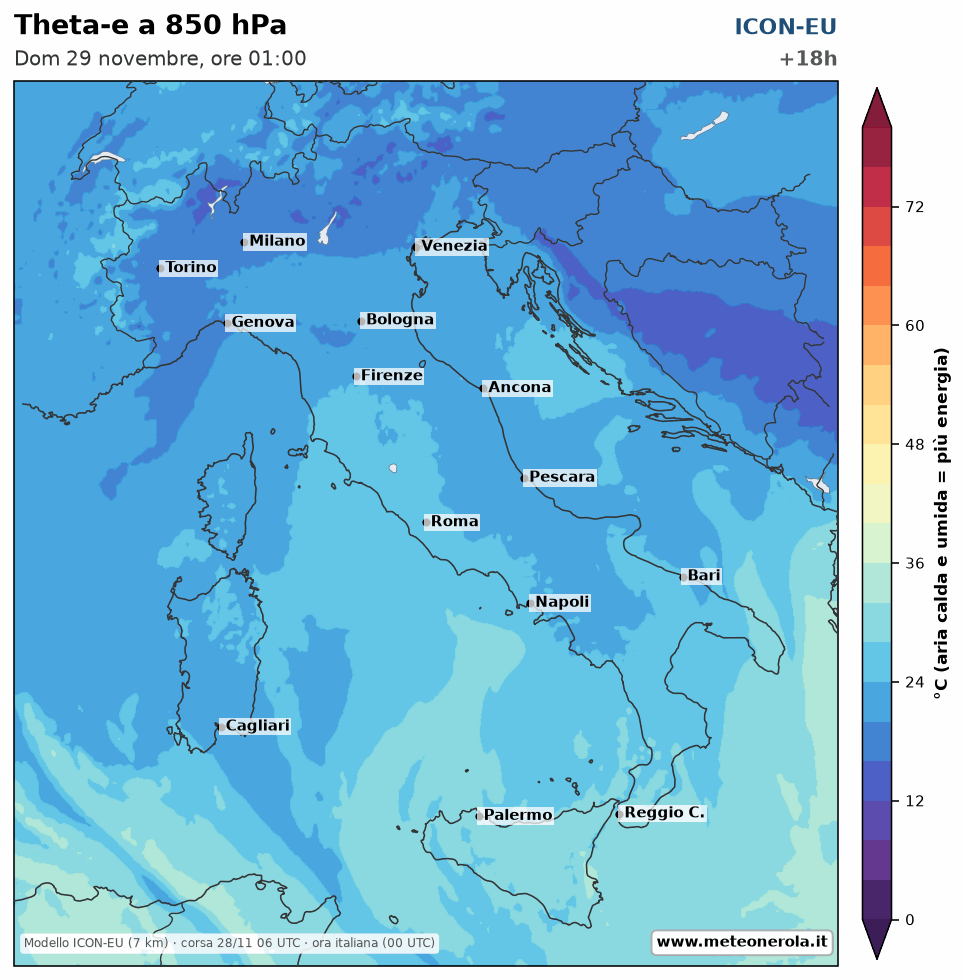 Theta-e a 850 hPa
ICON-EU
Dom 29 novembre, ore 01:00
+18h
Milano
Venezia
Torino
Genova
Bologna
Firenze
Ancona
Pescara
Roma
Bari
Napoli
Cagliari
Palermo
Reggio C.
72
60
48
36
24
12
0
°C (aria calda e umida = più energia)
Modello ICON-EU (7 km) · corsa 28/11 06 UTC · ora italiana (00 UTC)
www.meteonerola.it